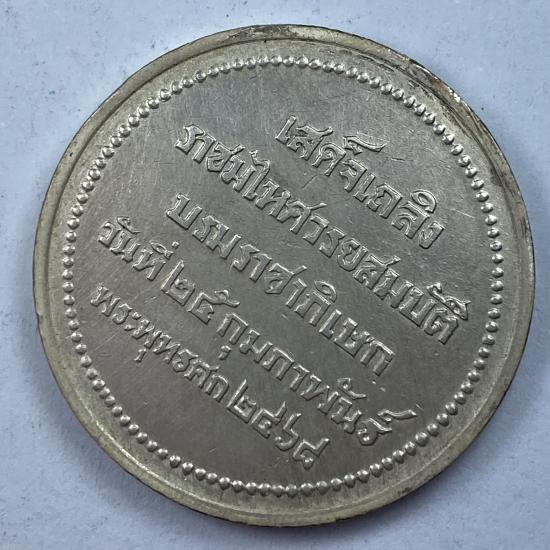 เสด็จเถลิง
ราชมไหศวรยสมบัติ
บรมราชาภิเษก
วันที่ ๒๕ กุมภาพันธ์
พระพุทธศก ๒๔๖๘